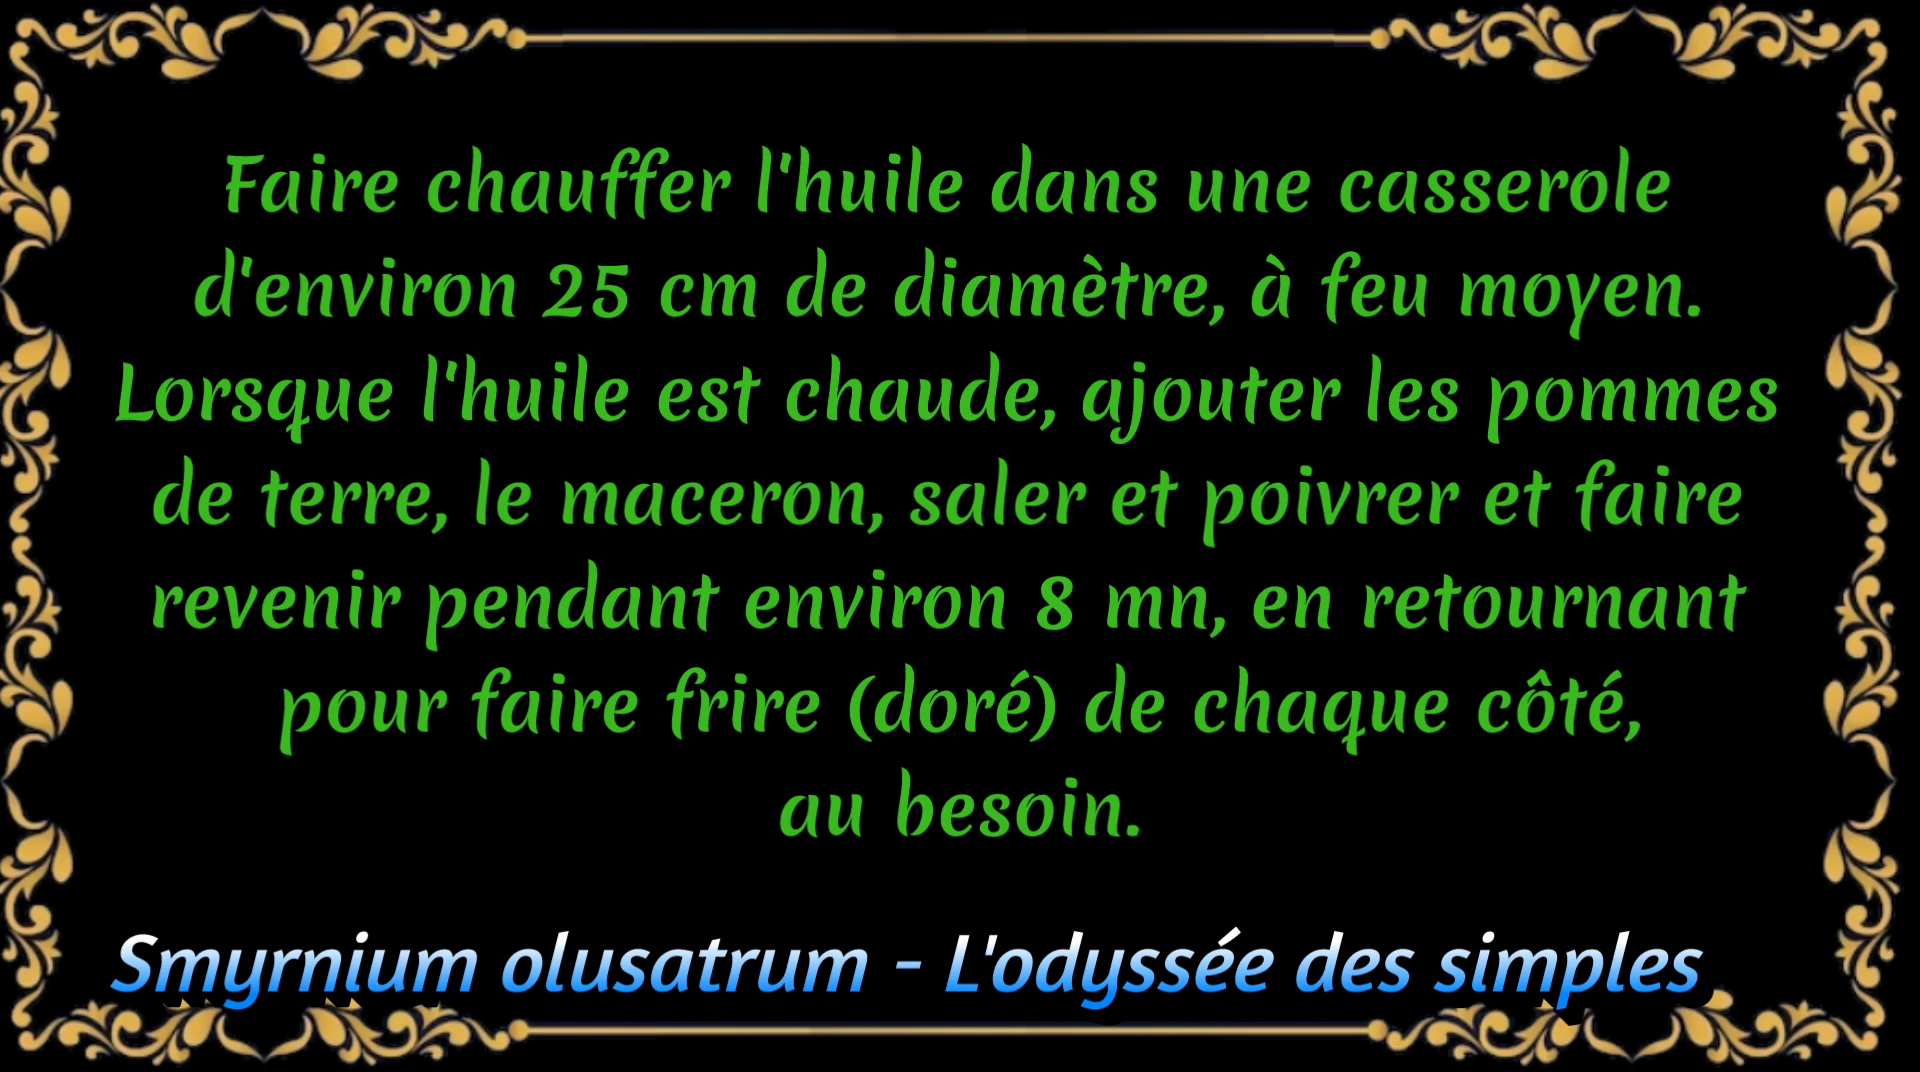 Faire chauffer l'huile dans une casserole
d'environ 25 cm de diamètre, à feu moyen.
Lorsque l'huile est chaude, ajouter les pommes
de terre, le maceron, saler et poivrer et faire
revenir pendant environ 8 mn, en retournant
pour faire frire (doré) de chaque côté,
au besoin.
Smyrnium olusatrum - L'odyssée des simples